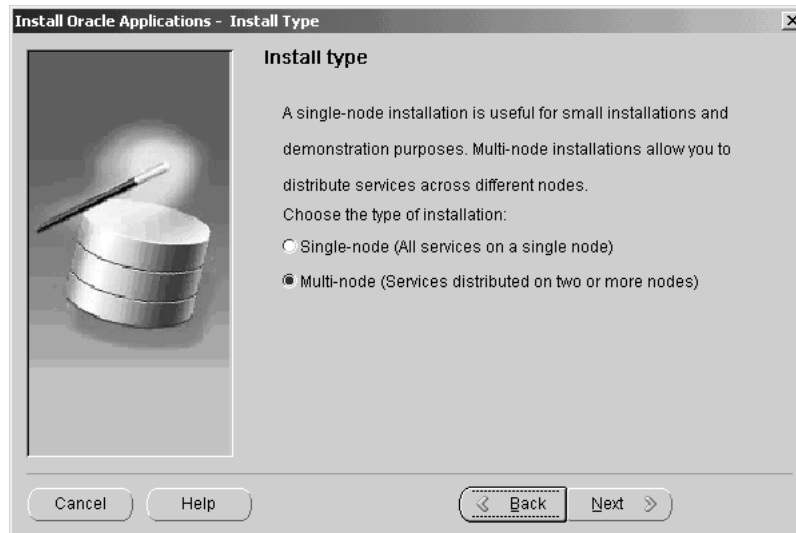 Install Oracle Applications - Install Type
Install type
A single-node installation is useful for small installations and
demonstration purposes. Multi-node installations allow you to
distribute services across different nodes.
Choose the type of installation:
Single-node (All services on a single node)
Multi-node (Services distributed on two or more nodes)
Cancel
Help
Back
Next